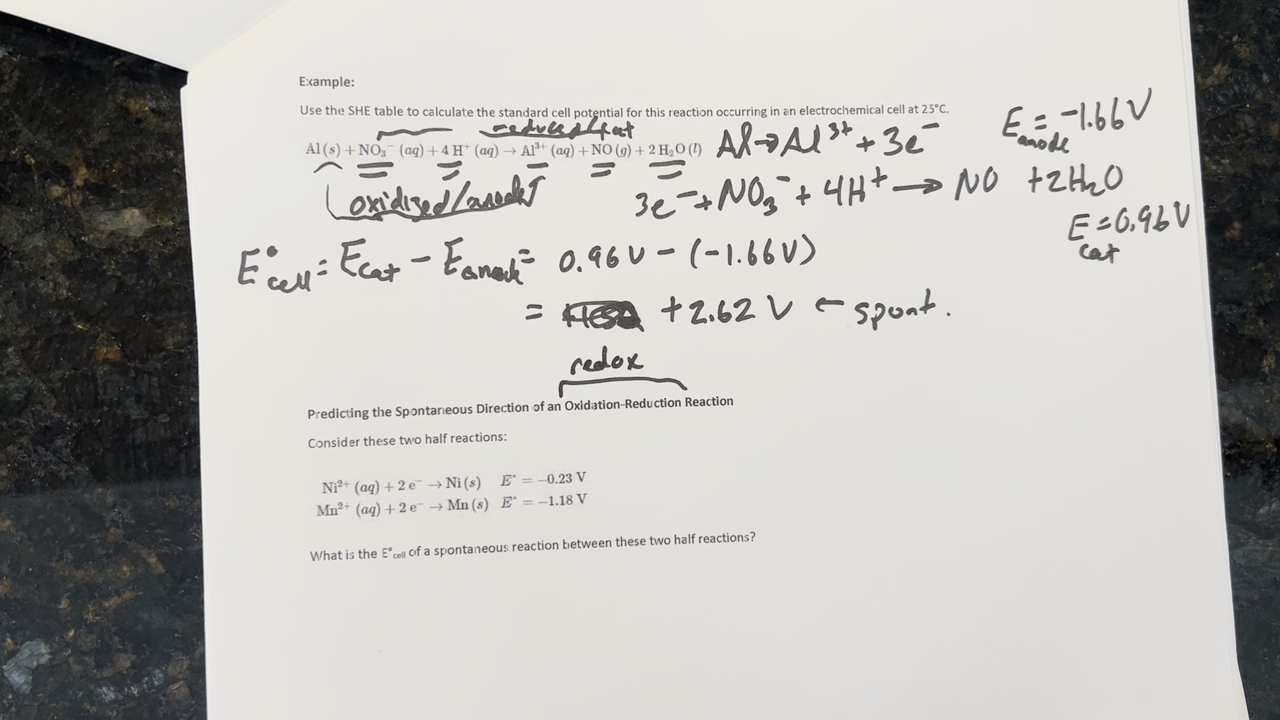 Example:
Use the SHE table to calculate the standard cell potential for this reaction occurring in an electrochemical cell at 25°C.
reduced/cat
Al (s) + NO₃⁻ (aq) + 4 H⁺ (aq) → Al³⁺ (aq) + NO (g) + 2 H₂O (l)
Al → Al³⁺ + 3e⁻
E anode = -1.66V
oxidized/anode
3e⁻ + NO₃⁻ + 4H⁺ → NO + 2H₂O
E cat = 0.96V
E°cell = Ecat - Eanode = 0.96V - (-1.66V)
= +2.62 V ← spont.
redox
Predicting the Spontaneous Direction of an Oxidation-Reduction Reaction
Consider these two half reactions:
Ni²⁺ (aq) + 2 e⁻ → Ni (s) E° = −0.23 V
Mn²⁺ (aq) + 2 e⁻ → Mn (s) E° = −1.18 V
What is the E°cell of a spontaneous reaction between these two half reactions?